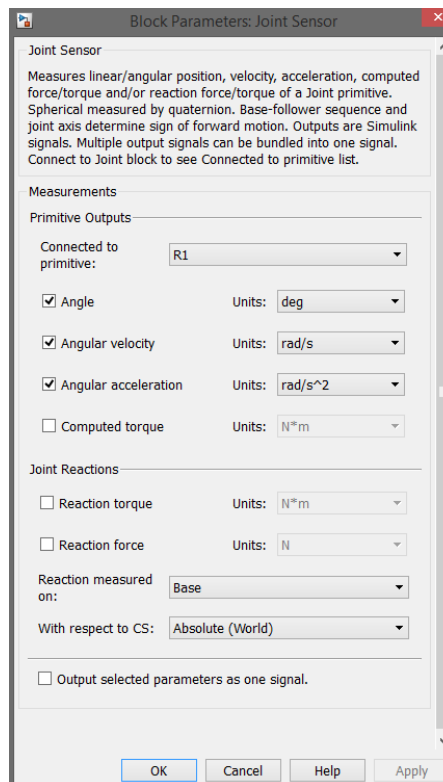 Block Parameters: Joint Sensor
Joint Sensor
Measures linear/angular position, velocity, acceleration, computed
force/torque and/or reaction force/torque of a Joint primitive.
Spherical measured by quaternion. Base-follower sequence and
joint axis determine sign of forward motion. Outputs are Simulink
signals. Multiple output signals can be bundled into one signal.
Connect to Joint block to see Connected to primitive list.
Measurements
Primitive Outputs
Connected to
primitive: R1
Angle Units: deg
Angular velocity Units: rad/s
Angular acceleration Units: rad/s^2
Computed torque Units: N*m
Joint Reactions
Reaction torque Units: N*m
Reaction force Units: N
Reaction measured
on: Base
With respect to CS: Absolute (World)
Output selected parameters as one signal.
OK Cancel Help Apply